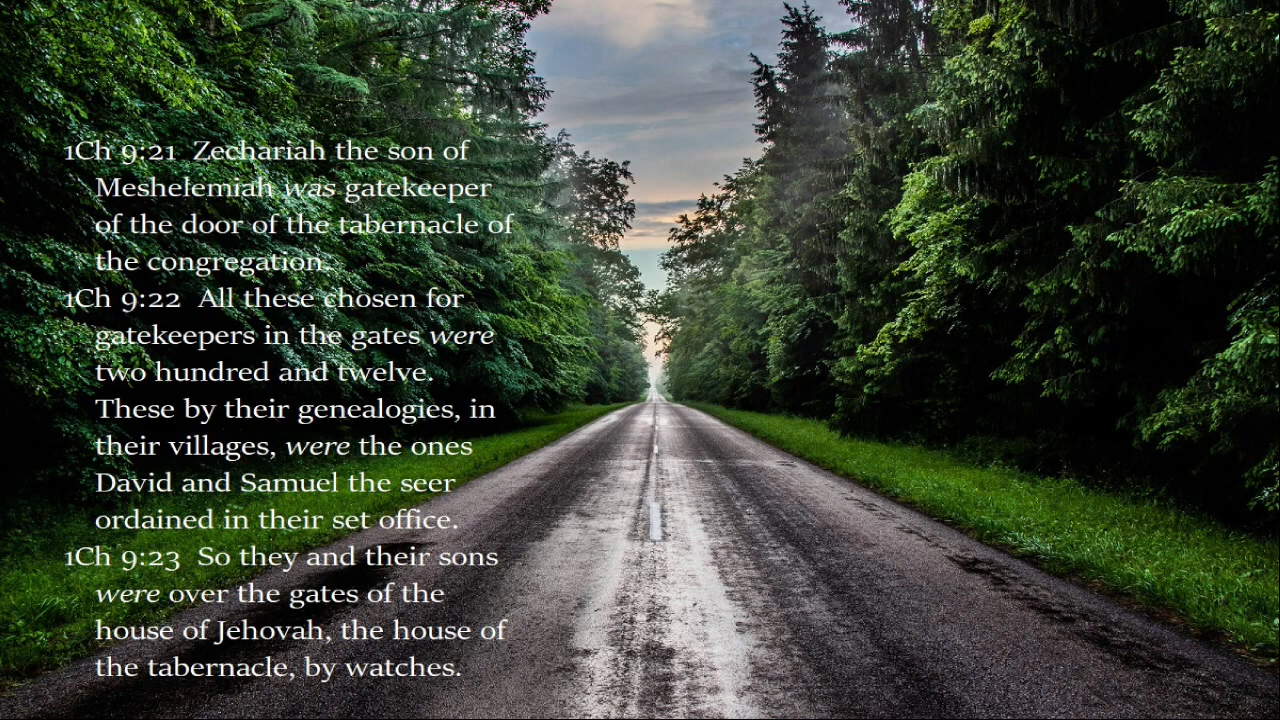 1Ch 9:21 Zechariah the son of
Meshelemiah was gatekeeper
of the door of the tabernacle of
the congregation.
1Ch 9:22 All these chosen for
gatekeepers in the gates were
two hundred and twelve.
These by their genealogies, in
their villages, were the ones
David and Samuel the seer
ordained in their set office.
1Ch 9:23 So they and their sons
were over the gates of the
house of Jehovah, the house of
the tabernacle, by watches.